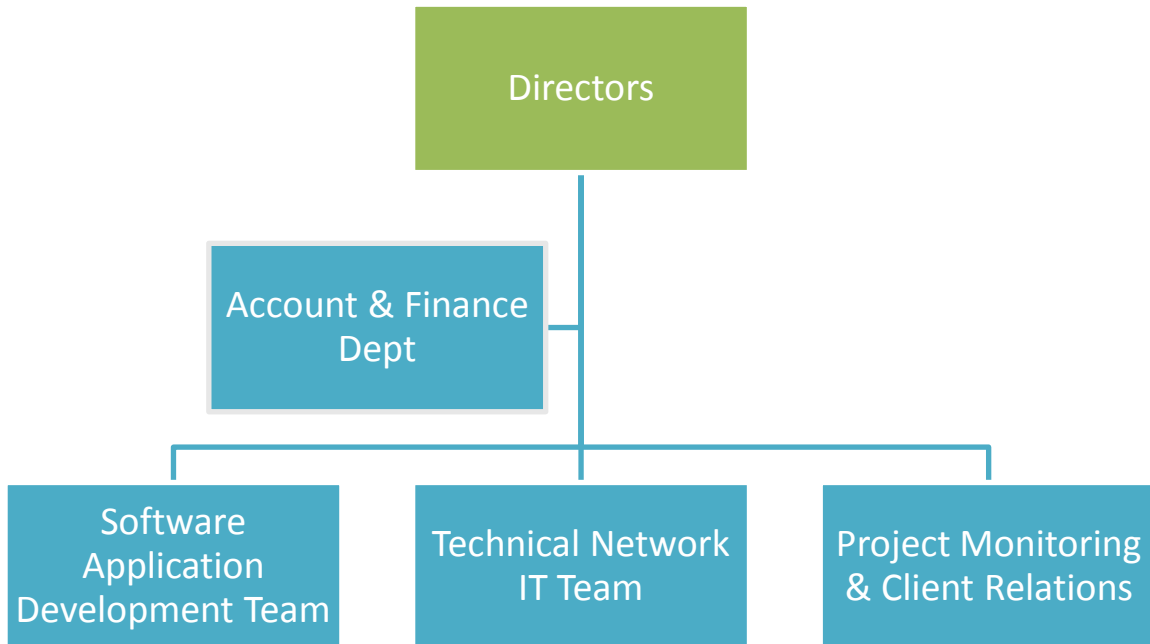 Directors
Account & Finance
Dept
Software
Application
Development Team
Technical Network
IT Team
Project Monitoring
& Client Relations